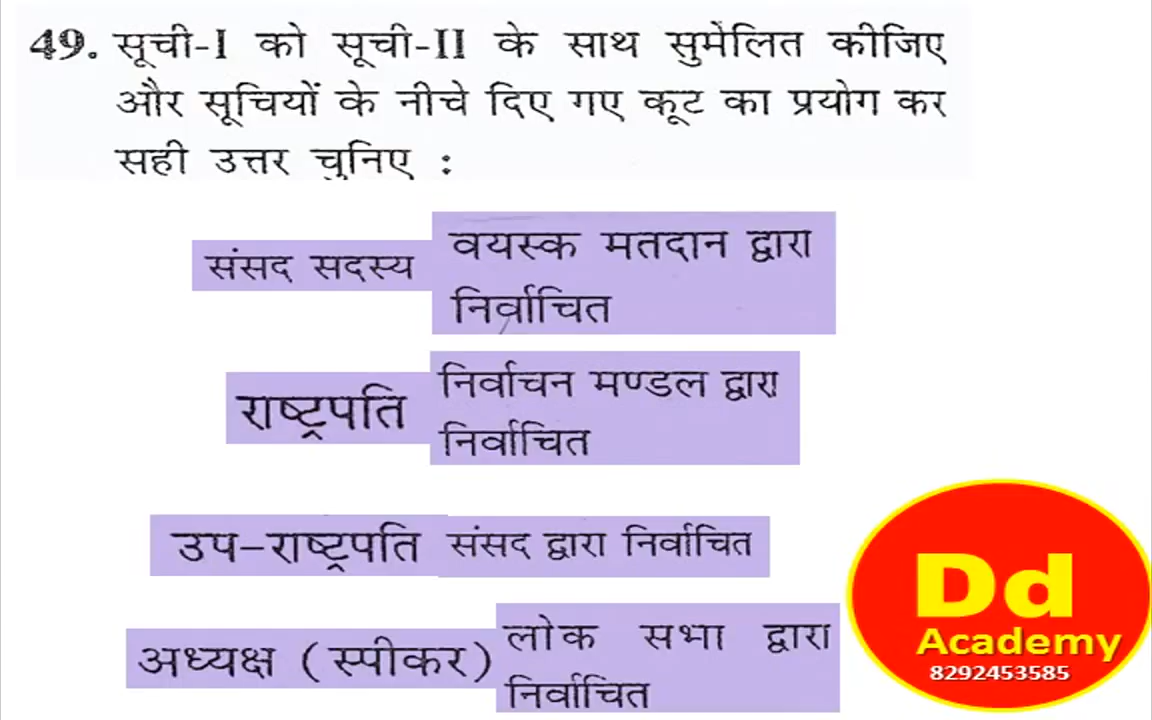 49. सूची-I को सूची-II के साथ सुमेलित कीजिए
और सूचियों के नीचे दिए गए कूट का प्रयोग कर
सही उत्तर चुनिए :
संसद सदस्य वयस्क मतदान द्वारा
निर्वाचित
राष्ट्रपति निर्वाचन मण्डल द्वारा
निर्वाचित
उप-राष्ट्रपति संसद द्वारा निर्वाचित
अध्यक्ष (स्पीकर) लोक सभा द्वारा
निर्वाचित
Dd
Academy
8292453585